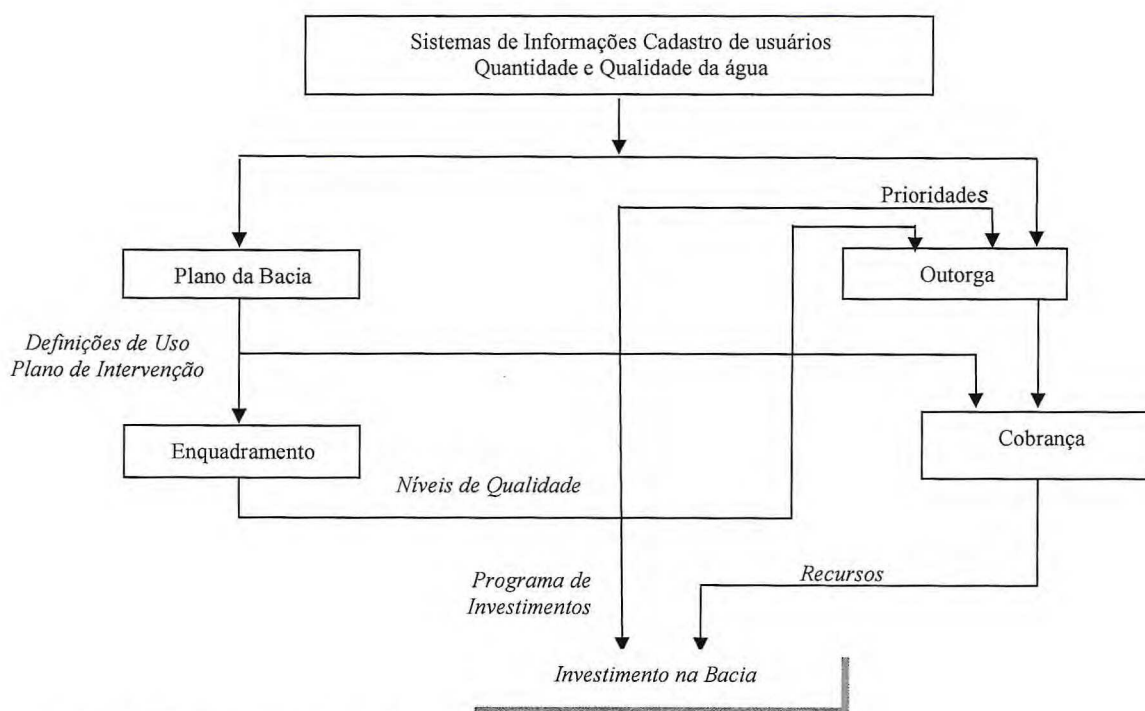 Sistemas de Informações Cadastro de usuários
Quantidade e Qualidade da água
Prioridades
Plano da Bacia
Outorga
Definições de Uso
Plano de Intervenção
Enquadramento
Cobrança
Níveis de Qualidade
Programa de
Investimentos
Recursos
Investimento na Bacia